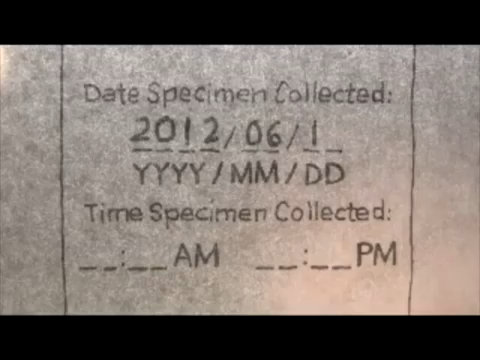 Date Specimen Collected:
2012/06/1_
YYYY/MM/DD
Time Specimen Collected:
__:__AM __:__PM